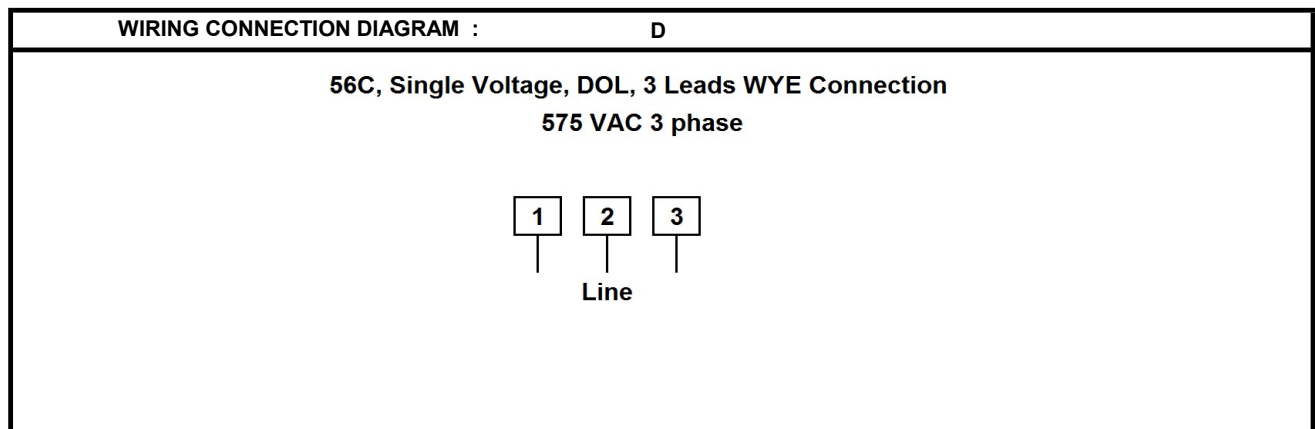 WIRING CONNECTION DIAGRAM : D
56C, Single Voltage, DOL, 3 Leads WYE Connection
575 VAC 3 phase
1 2 3
Line